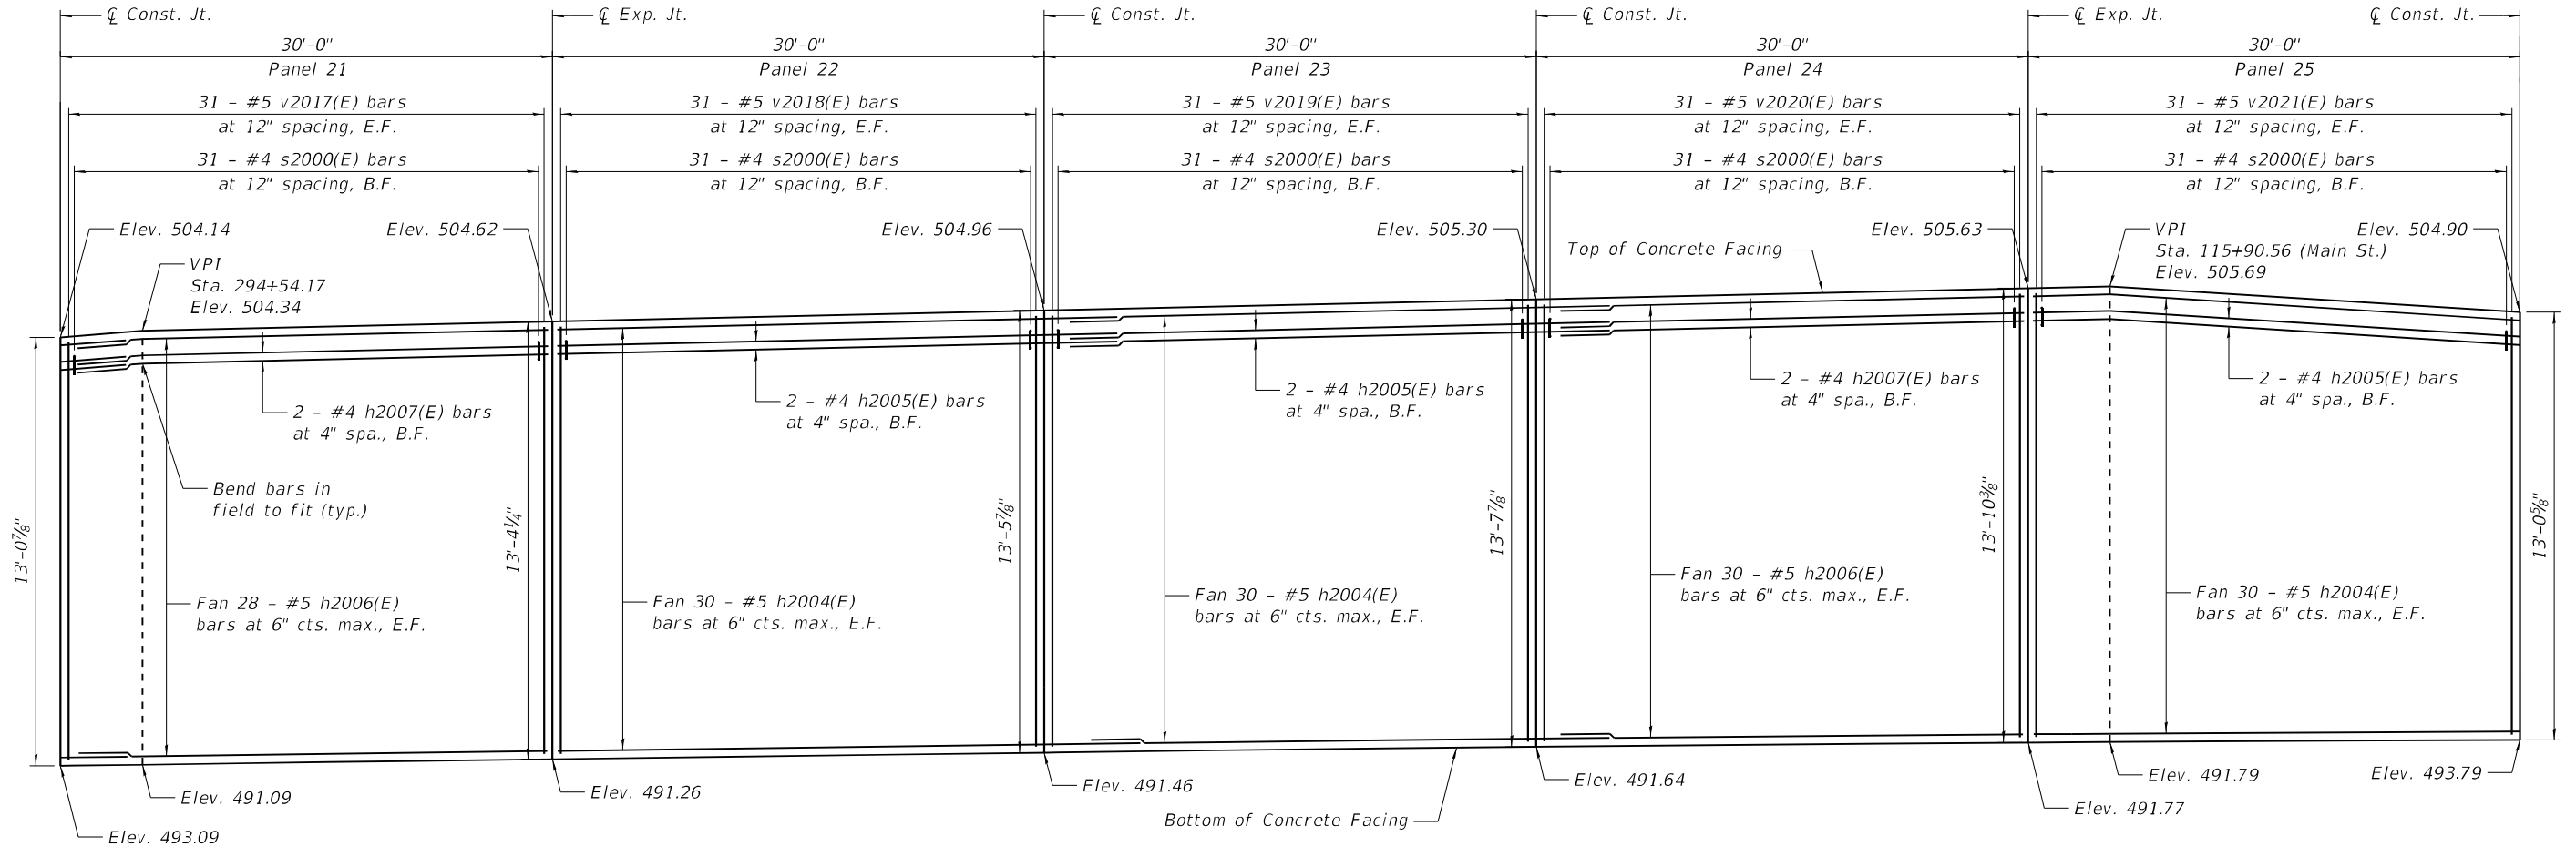 ℄ Const. Jt.
℄ Exp. Jt.
℄ Const. Jt.
℄ Const. Jt.
℄ Exp. Jt.
℄ Const. Jt.
30'-0"
30'-0"
30'-0"
30'-0"
30'-0"
Panel 21
Panel 22
Panel 23
Panel 24
Panel 25
31 - #5 v2017(E) bars
at 12" spacing, E.F.
31 - #5 v2018(E) bars
at 12" spacing, E.F.
31 - #5 v2019(E) bars
at 12" spacing, E.F.
31 - #5 v2020(E) bars
at 12" spacing, E.F.
31 - #5 v2021(E) bars
at 12" spacing, E.F.
31 - #4 s2000(E) bars
at 12" spacing, B.F.
31 - #4 s2000(E) bars
at 12" spacing, B.F.
31 - #4 s2000(E) bars
at 12" spacing, B.F.
31 - #4 s2000(E) bars
at 12" spacing, B.F.
31 - #4 s2000(E) bars
at 12" spacing, B.F.
Elev. 504.14
Elev. 504.62
Elev. 504.96
Elev. 505.30
Elev. 505.63
Elev. 504.90
VPI
Sta. 294+54.17
Elev. 504.34
Top of Concrete Facing
VPI
Sta. 115+90.56 (Main St.)
Elev. 505.69
2 - #4 h2007(E) bars
at 4" spa., B.F.
2 - #4 h2005(E) bars
at 4" spa., B.F.
2 - #4 h2005(E) bars
at 4" spa., B.F.
2 - #4 h2007(E) bars
at 4" spa., B.F.
2 - #4 h2005(E) bars
at 4" spa., B.F.
Bend bars in
field to fit (typ.)
13'-0⅞"
13'-4¼"
13'-5⅞"
13'-7⅞"
13'-10⅜"
13'-0⅝"
Fan 28 - #5 h2006(E)
bars at 6" cts. max., E.F.
Fan 30 - #5 h2004(E)
bars at 6" cts. max., E.F.
Fan 30 - #5 h2004(E)
bars at 6" cts. max., E.F.
Fan 30 - #5 h2006(E)
bars at 6" cts. max., E.F.
Fan 30 - #5 h2004(E)
bars at 6" cts. max., E.F.
Elev. 491.09
Elev. 493.09
Elev. 491.26
Elev. 491.46
Bottom of Concrete Facing
Elev. 491.64
Elev. 491.77
Elev. 491.79
Elev. 493.79